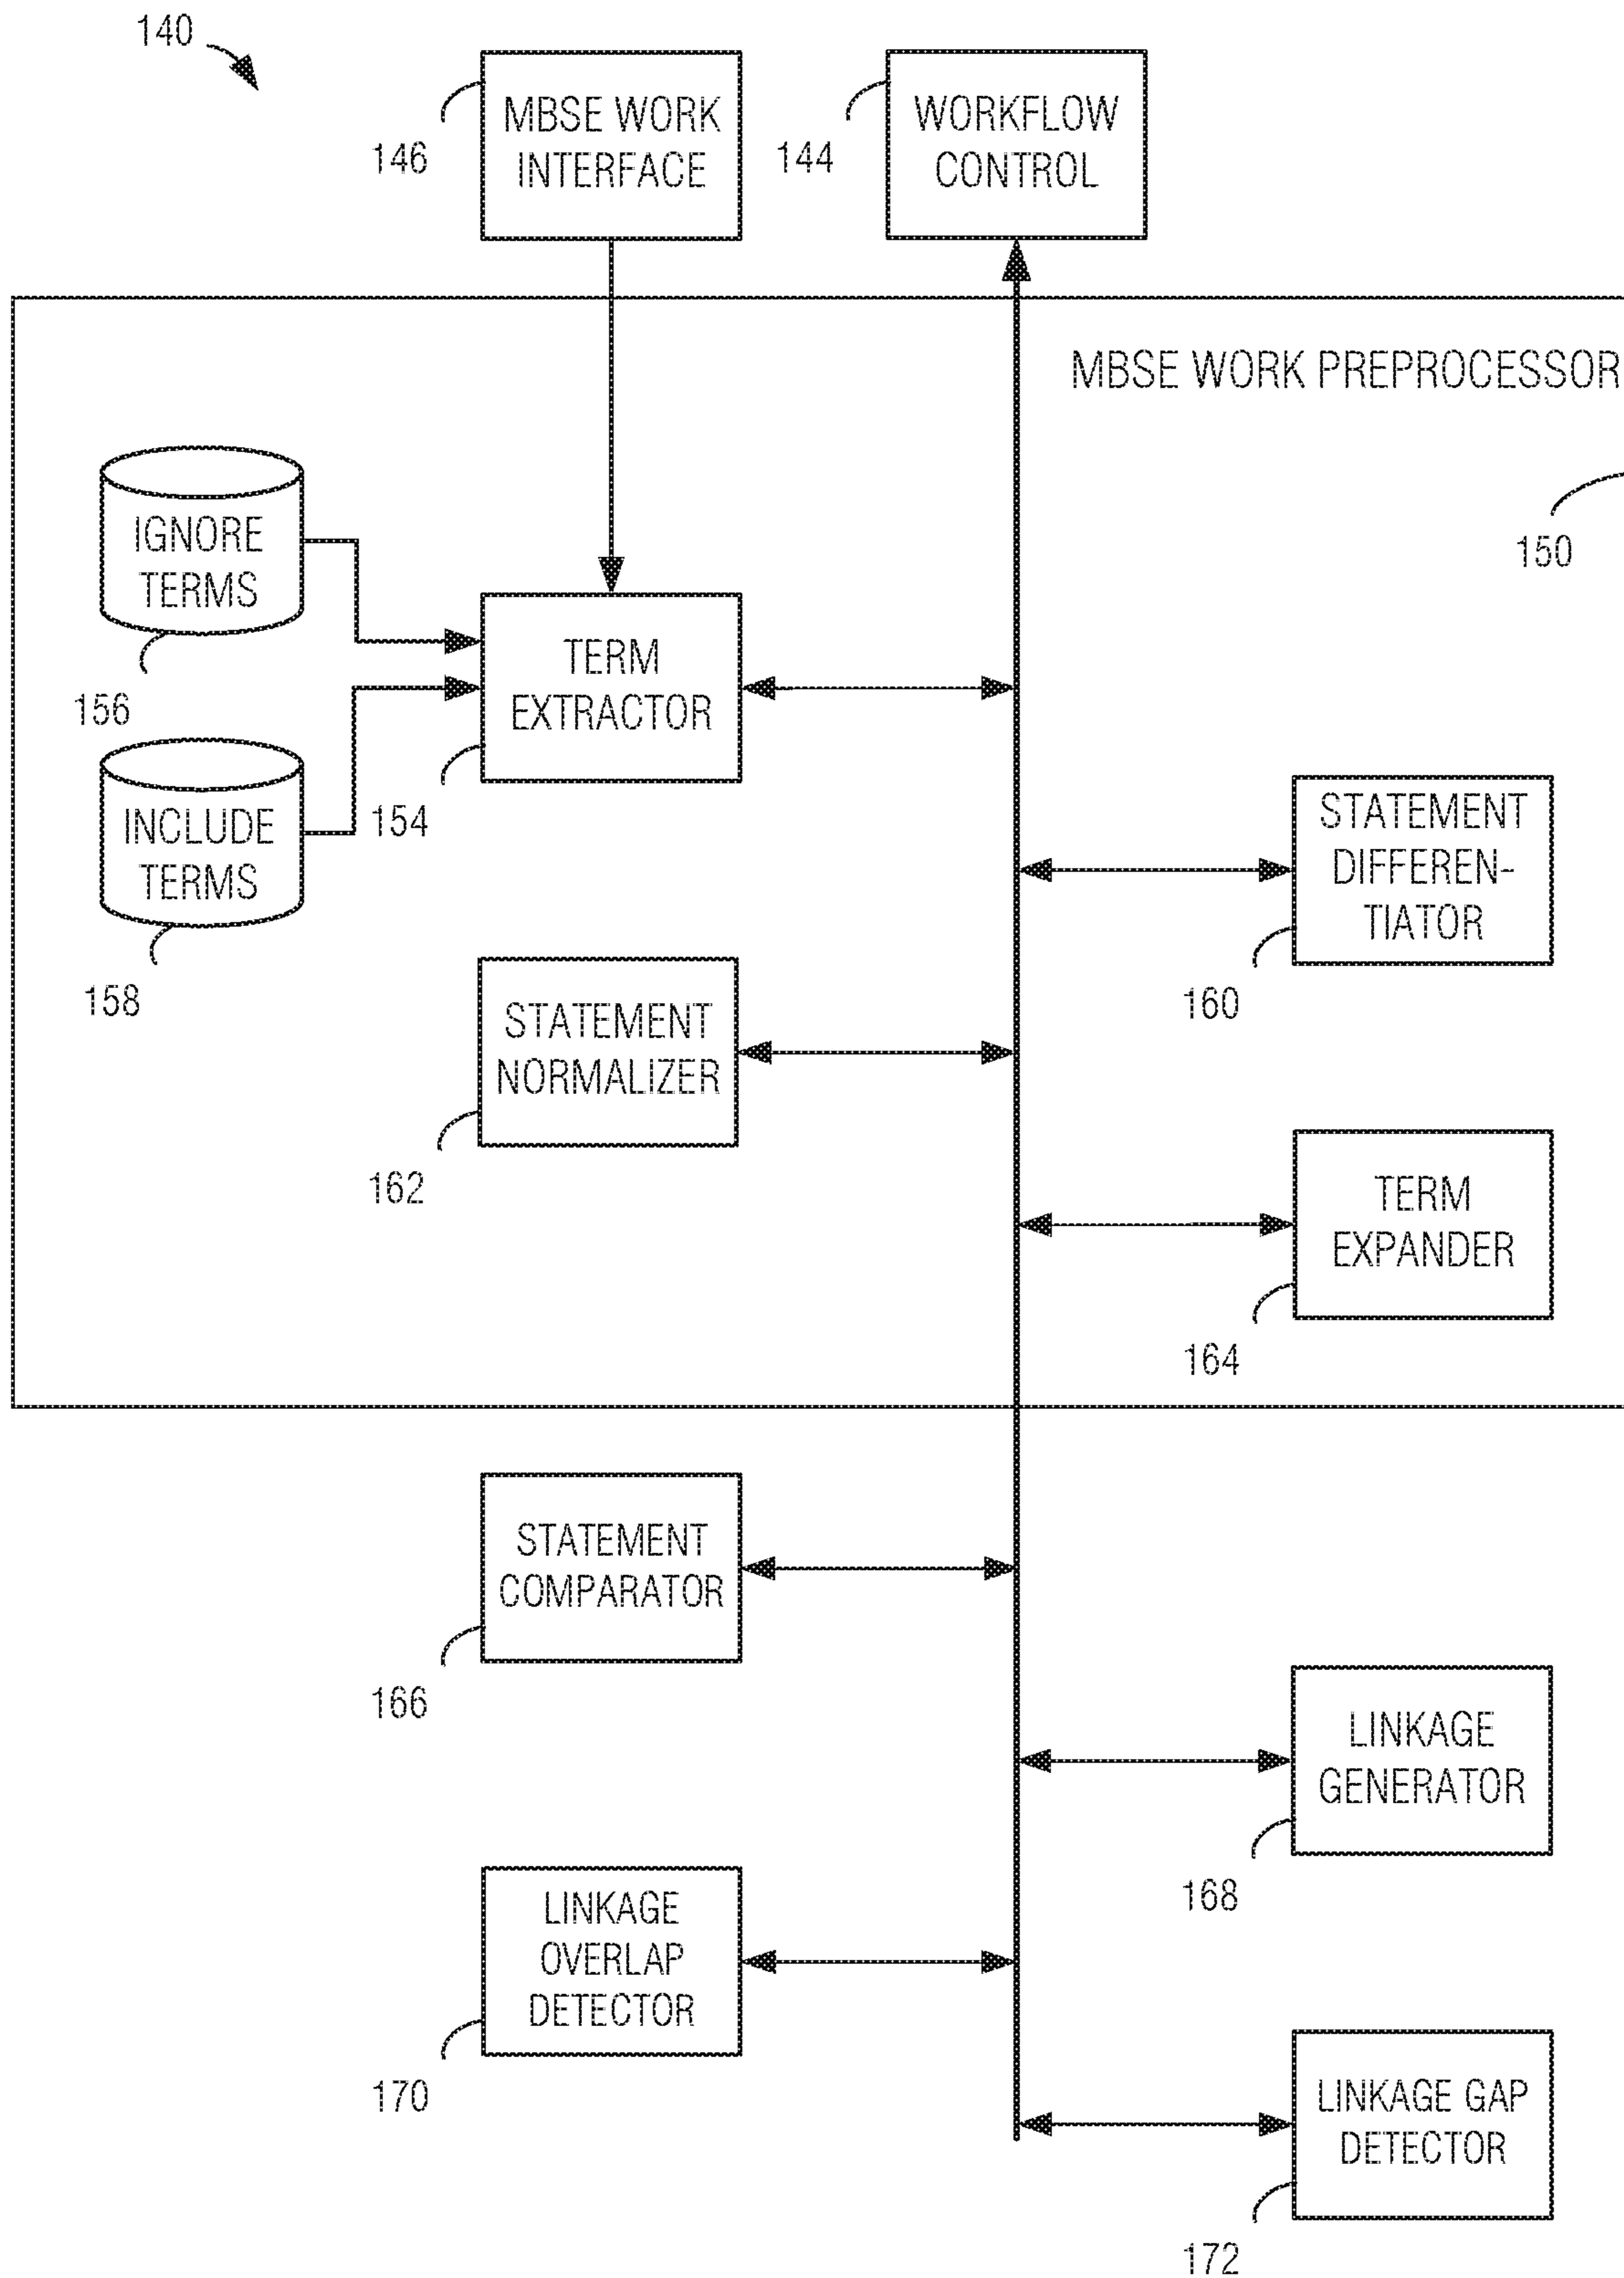 140
MBSE WORK
INTERFACE
146
WORKFLOW
CONTROL
144
MBSE WORK PREPROCESSOR
150
IGNORE
TERMS
156
TERM
EXTRACTOR
154
INCLUDE
TERMS
158
STATEMENT
DIFFEREN-
TIATOR
160
STATEMENT
NORMALIZER
162
TERM
EXPANDER
164
STATEMENT
COMPARATOR
166
LINKAGE
GENERATOR
168
LINKAGE
OVERLAP
DETECTOR
170
LINKAGE GAP
DETECTOR
172